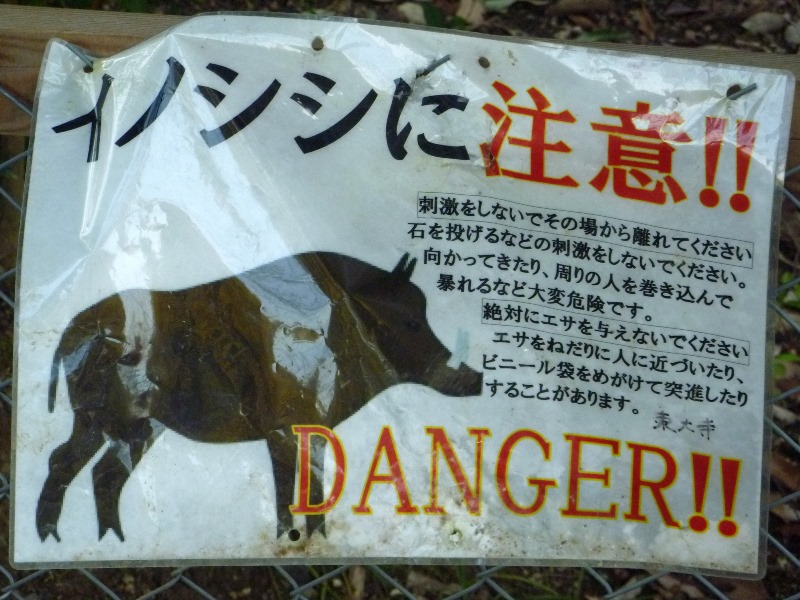 イノシシに注意!!
刺激をしないでその場から離れてください
石を投げるなどの刺激をしないでください。
向かってきたり、周りの人を巻き込んで
暴れるなど大変危険です。
絶対にエサを与えないでください
エサをねだりに人に近づいたり、
ビニール袋をめがけて突進したり
することがあります。
東大寺
DANGER!!